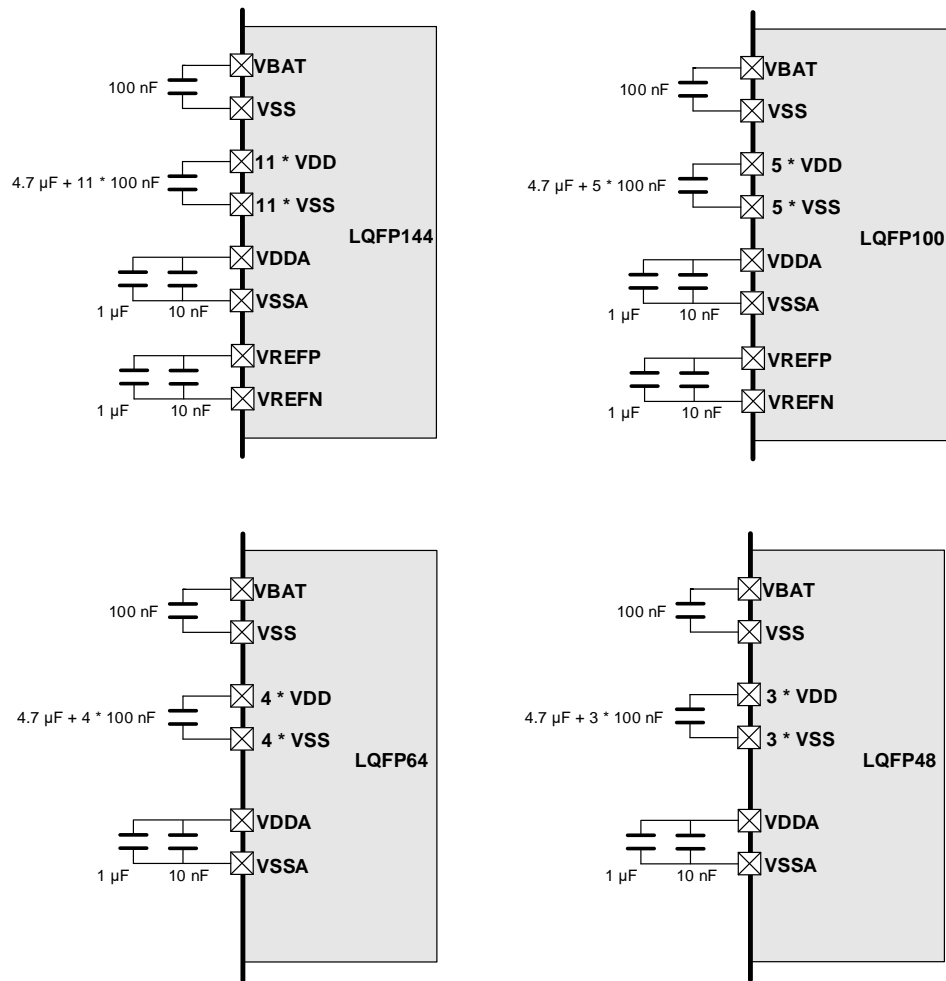 VBAT
100 nF
VSS
11 * VDD
4.7 µF + 11 * 100 nF
11 * VSS
LQFP144
VDDA
VSSA
1 µF
10 nF
VREFP
VREFN
1 µF
10 nF
VBAT
100 nF
VSS
5 * VDD
4.7 µF + 5 * 100 nF
5 * VSS
LQFP100
VDDA
VSSA
1 µF
10 nF
VREFP
VREFN
1 µF
10 nF
VBAT
100 nF
VSS
4 * VDD
4.7 µF + 4 * 100 nF
4 * VSS
LQFP64
VDDA
VSSA
1 µF
10 nF
VBAT
100 nF
VSS
3 * VDD
4.7 µF + 3 * 100 nF
3 * VSS
LQFP48
VDDA
VSSA
1 µF
10 nF